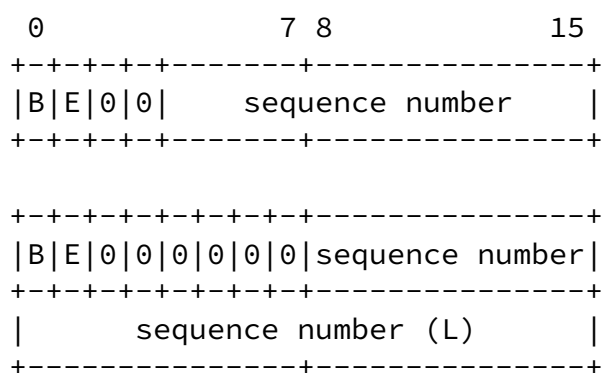 0              7 8            15
+-+-+-+-+-------+---------------+
|B|E|0|0|    sequence number    |
+-+-+-+-+-------+---------------+

+-+-+-+-+-+-+-+-+---------------+
|B|E|0|0|0|0|0|0|sequence number|
+-+-+-+-+-+-+-+-+---------------+
|      sequence number (L)      |
+---------------+---------------+